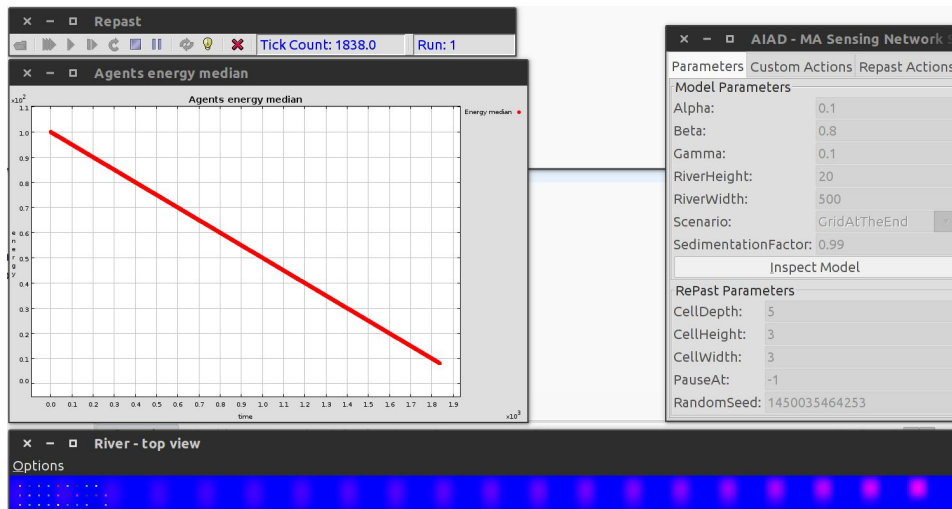 Repast
Tick Count: 1838.0 Run: 1
Agents energy median
Agents energy median
Energy median
x10²
1.1
1.0
0.9
0.8
0.7
0.6
0.5
0.4
0.3
0.2
0.1
0.0
energy
0.0 0.1 0.2 0.3 0.4 0.5 0.6 0.7 0.8 0.9 1.0 1.1 1.2 1.3 1.4 1.5 1.6 1.7 1.8 1.9
time
x10³
AIAD - MA Sensing Network
Parameters Custom Actions Repast Actions
Model Parameters
Alpha: 0.1
Beta: 0.8
Gamma: 0.1
RiverHeight: 20
RiverWidth: 500
Scenario: GridAtTheEnd
SedimentationFactor: 0.99
Inspect Model
RePast Parameters
CellDepth: 5
CellHeight: 3
CellWidth: 3
PauseAt: -1
RandomSeed: 1450035464253
River - top view
Options